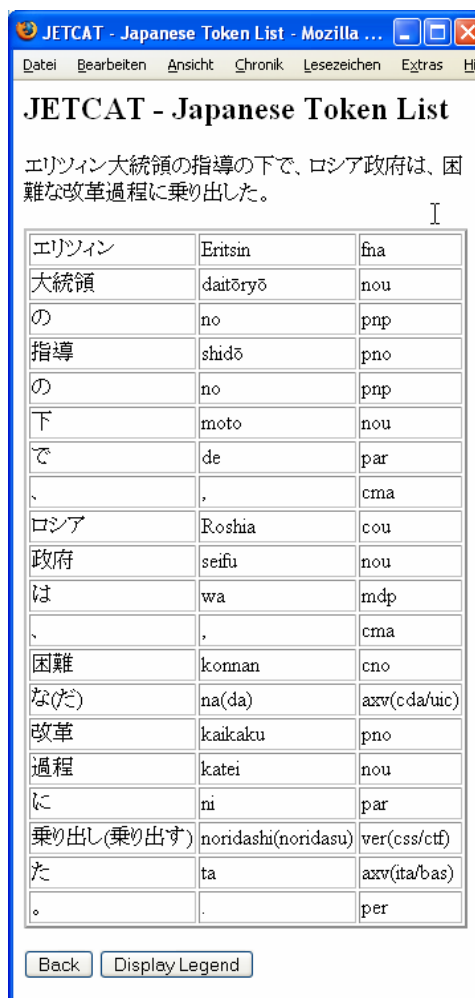 JETCAT - Japanese Token List - Mozilla ...
Datei Bearbeiten Ansicht Chronik Lesezeichen Extras Hi
JETCAT - Japanese Token List
エリツィン大統領の指導の下で、ロシア政府は、困
難な改革過程に乗り出した。
エリツィン Eritsin fna
大統領 daitōryō nou
の no pnp
指導 shidō pno
の no pnp
下 moto nou
で de par
、 , cma
ロシア Roshia cou
政府 seifu nou
は wa mdp
、 , cma
困難 konnan cno
な(だ) na(da) axv(cda/uic)
改革 kaikaku pno
過程 katei nou
に ni par
乗り出し(乗り出す) noridashi(noridasu) ver(css/ctf)
た ta axv(ita/bas)
。 . per
Back Display Legend